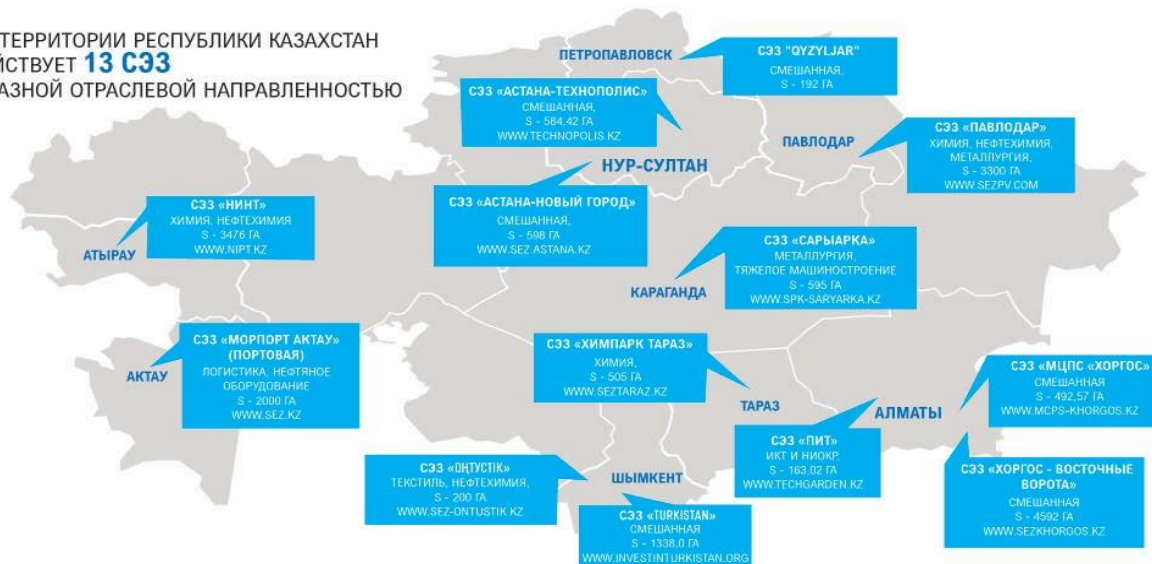 ТЕРРИТОРИИ РЕСПУБЛИКИ КАЗАХСТАН
ЙСТВУЕТ 13 СЭЗ
АЗНОЙ ОТРАСЛЕВОЙ НАПРАВЛЕННОСТЬЮ
ПЕТРОПАВЛОВСК
СЭЗ "QYZYLJAR"
СМЕШАННАЯ,
S - 192 ГА
СЭЗ «АСТАНА-ТЕХНОПОЛИС»
СМЕШАННАЯ,
S - 584,42 ГА
WWW.TECHNOPOLIS.KZ
ПАВЛОДАР
СЭЗ «ПАВЛОДАР»
ХИМИЯ, НЕФТЕХИМИЯ,
МЕТАЛЛУРГИЯ,
S - 3300 ГА
WWW.SEZPV.COM
НУР-СУЛТАН
СЭЗ «АСТАНА-НОВЫЙ ГОРОД»
СМЕШАННАЯ,
S - 598 ГА
WWW.SEZ.ASTANA.KZ
СЭЗ «НИНТ»
ХИМИЯ, НЕФТЕХИМИЯ
S - 3476 ГА
WWW.NIPT.KZ
АТЫРАУ
СЭЗ «САРЫАРКА»
МЕТАЛЛУРГИЯ,
ТЯЖЕЛОЕ МАШИНОСТРОЕНИЕ
S - 595 ГА
WWW.SPK-SARYARKA.KZ
КАРАГАНДА
СЭЗ «МОРПОРТ АКТАУ»
(ПОРТОВАЯ)
ЛОГИСТИКА, НЕФТЯНОЕ
ОБОРУДОВАНИЕ
S - 2000 ГА
WWW.SEZ.KZ
АКТАУ
СЭЗ «ХИМПАРК ТАРАЗ»
ХИМИЯ,
S - 505 ГА
WWW.SEZTARAZ.KZ
ТАРАЗ
АЛМАТЫ
СЭЗ «МЦПС «ХОРГОС»
СМЕШАННАЯ
S - 492,57 ГА
WWW.MCPS-KHORGOS.KZ
СЭЗ «ПИТ»
ИКТ И НИОКР,
S - 163.02 ГА
WWW.TECHGARDEN.KZ
СЭЗ «ХОРГОС - ВОСТОЧНЫЕ
ВОРОТА»
СМЕШАННАЯ
S - 4592 ГА
WWW.SEZKHORGOS.KZ
СЭЗ «ОҢТУСТІК»
ТЕКСТИЛЬ, НЕФТЕХИМИЯ,
S - 200 ГА
WWW.SEZ-ONTUSTIK.KZ
ШЫМКЕНТ
СЭЗ «TURKISTAN»
СМЕШАННАЯ
S - 1338,0 ГА
WWW.INVESTINTURKISTAN.ORG